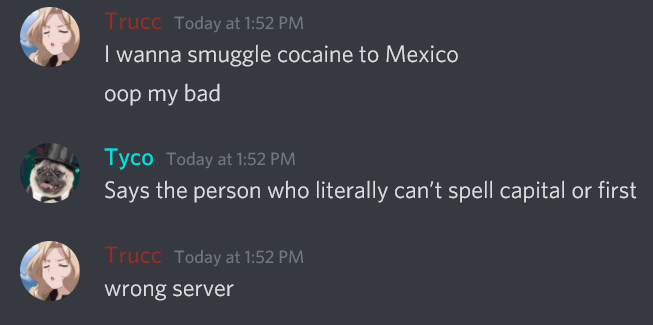 Trucc Today at 1:52 PM
I wanna smuggle cocaine to Mexico
oop my bad
Tyco Today at 1:52 PM
Says the person who literally can't spell capital or first
Trucc Today at 1:52 PM
wrong server